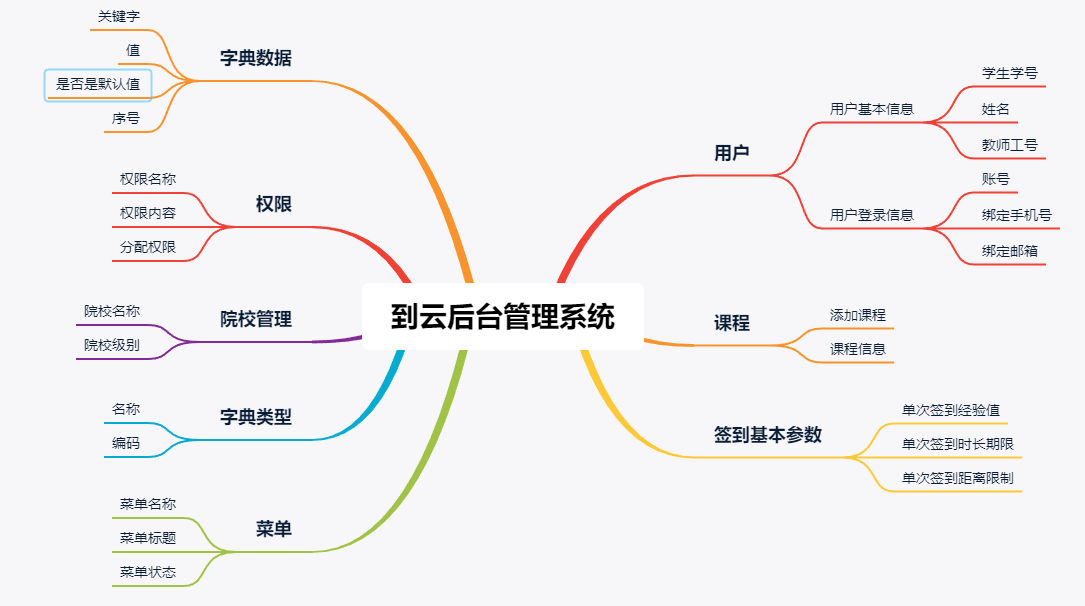 到云后台管理系统
用户
用户基本信息
学生学号
姓名
教师工号
用户登录信息
账号
绑定手机号
绑定邮箱
课程
添加课程
课程信息
签到基本参数
单次签到经验值
单次签到时长期限
单次签到距离限制
字典数据
关键字
值
是否是默认值
序号
权限
权限名称
权限内容
分配权限
院校管理
院校名称
院校级别
字典类型
名称
编码
菜单
菜单名称
菜单标题
菜单状态